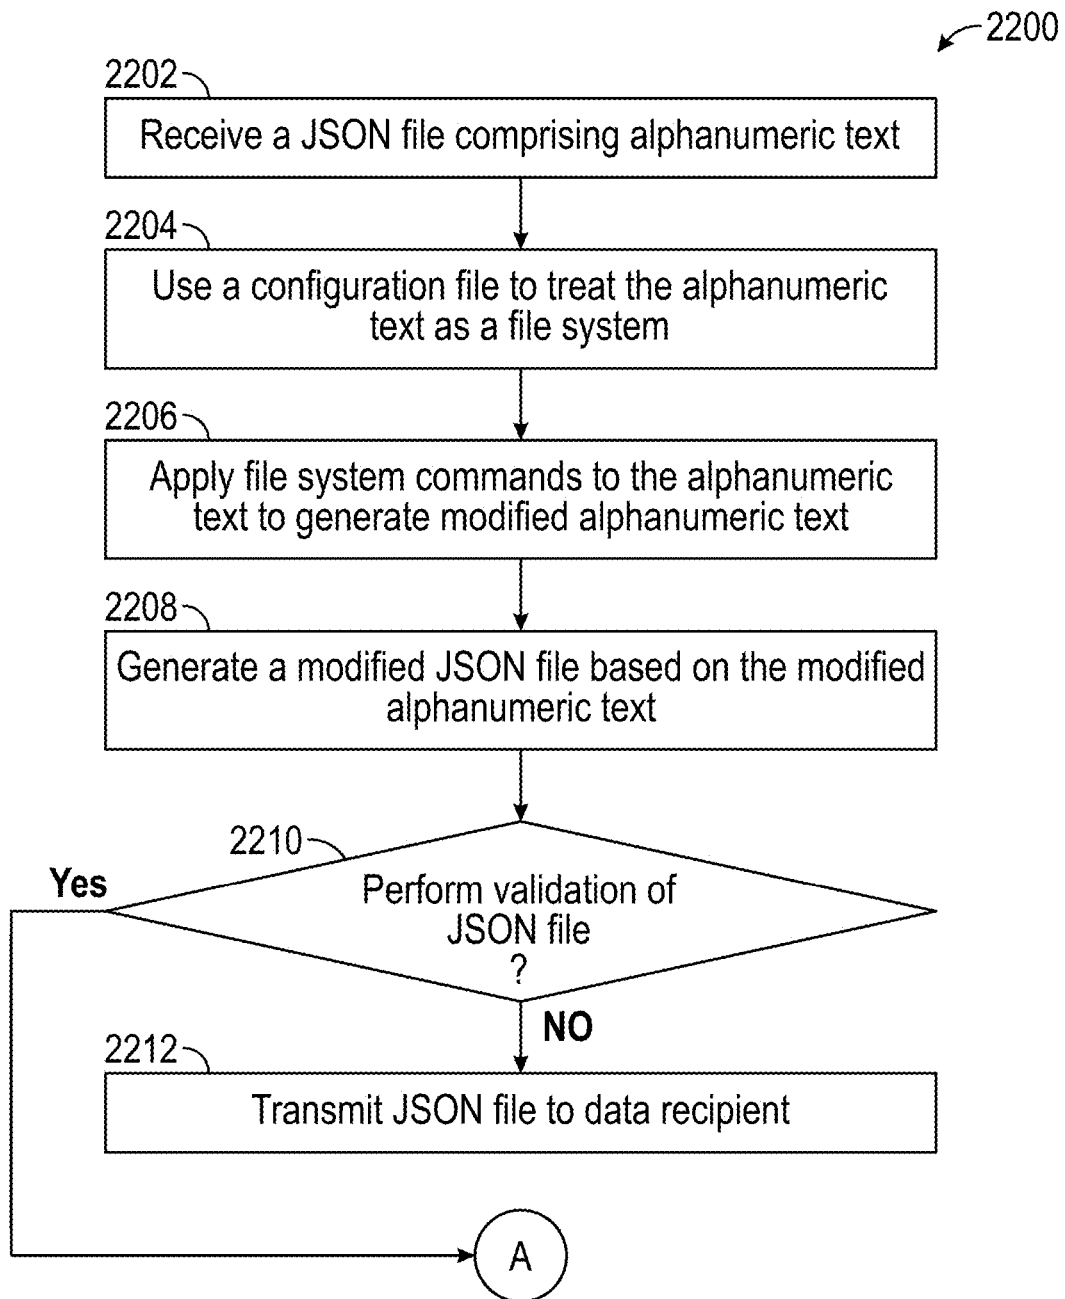 2200
2202
Receive a JSON file comprising alphanumeric text
2204
Use a configuration file to treat the alphanumeric
text as a file system
2206
Apply file system commands to the alphanumeric
text to generate modified alphanumeric text
2208
Generate a modified JSON file based on the modified
alphanumeric text
2210
Yes
Perform validation of
JSON file
?
NO
2212
Transmit JSON file to data recipient
A